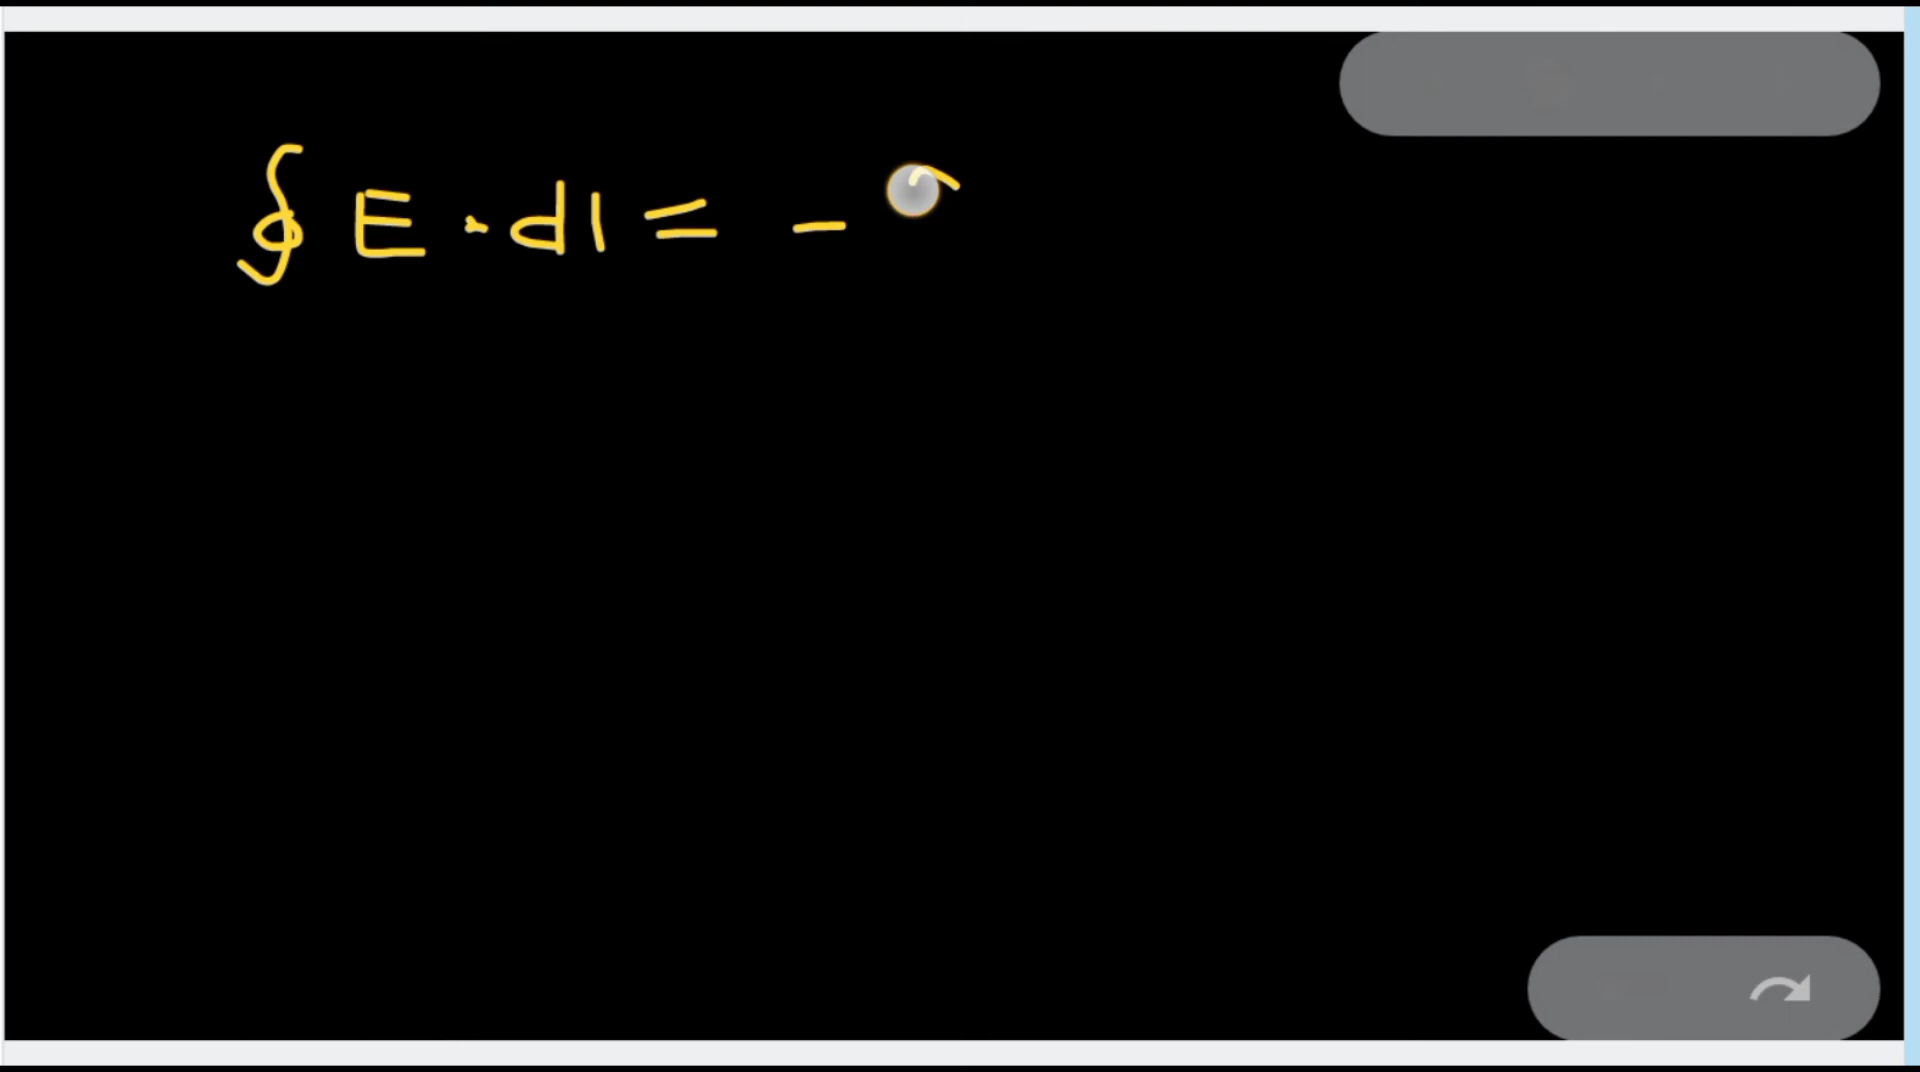 ∮ E · dl = -